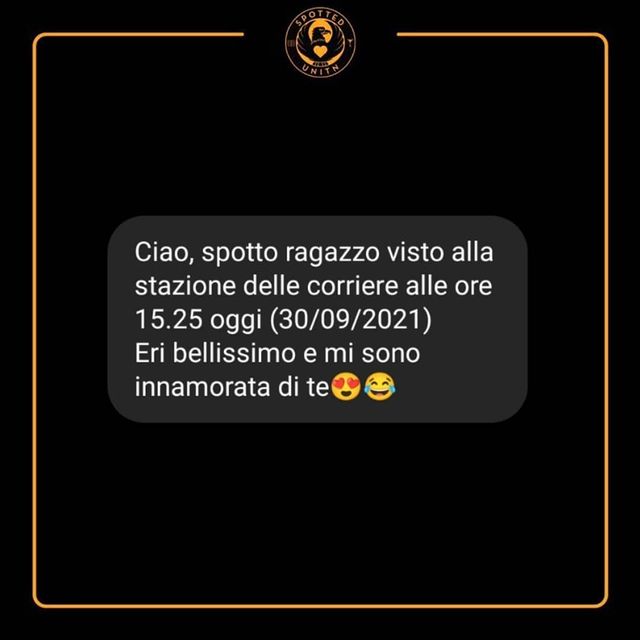 SPOTTED
UNITN
Ciao, spotto ragazzo visto alla
stazione delle corriere alle ore
15.25 oggi (30/09/2021)
Eri bellissimo e mi sono
innamorata di te😍😂